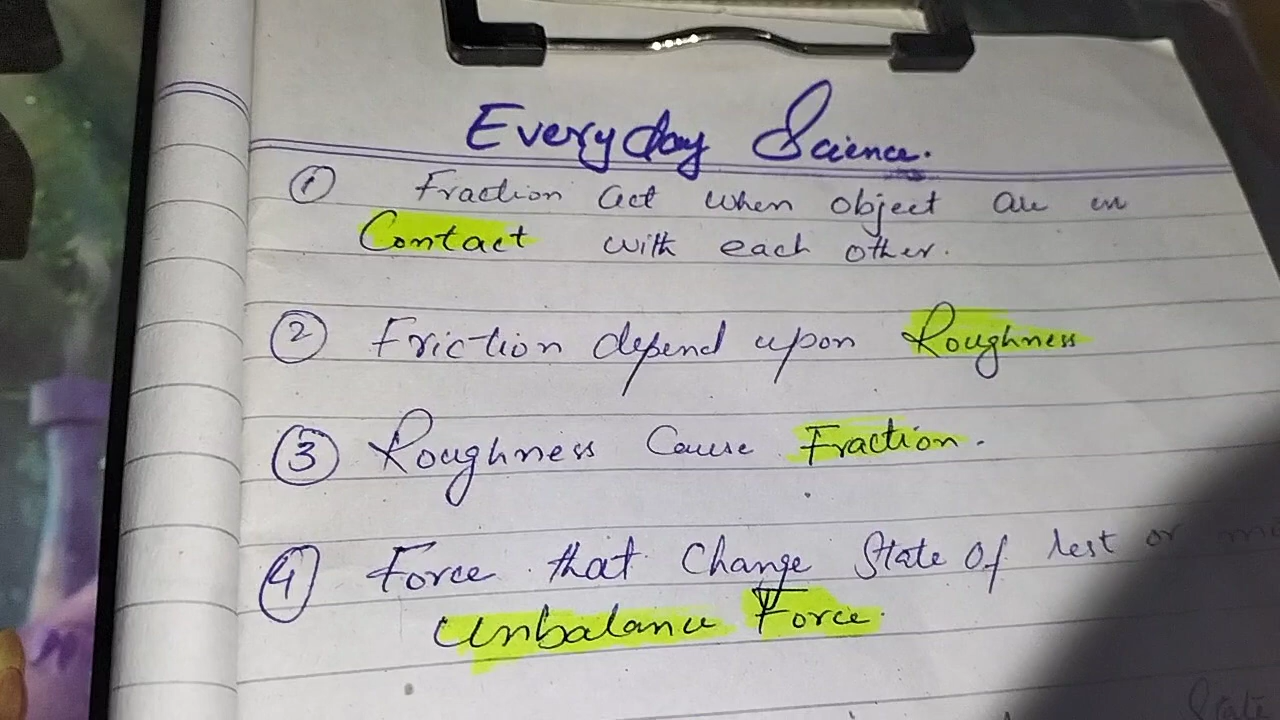 Everyday Science.
① Fraction act when object are in
Contact with each other.
② Friction depend upon Roughness
③ Roughness Cause Fraction.
④ Force that Change State Of rest or
Unbalance Force.
State